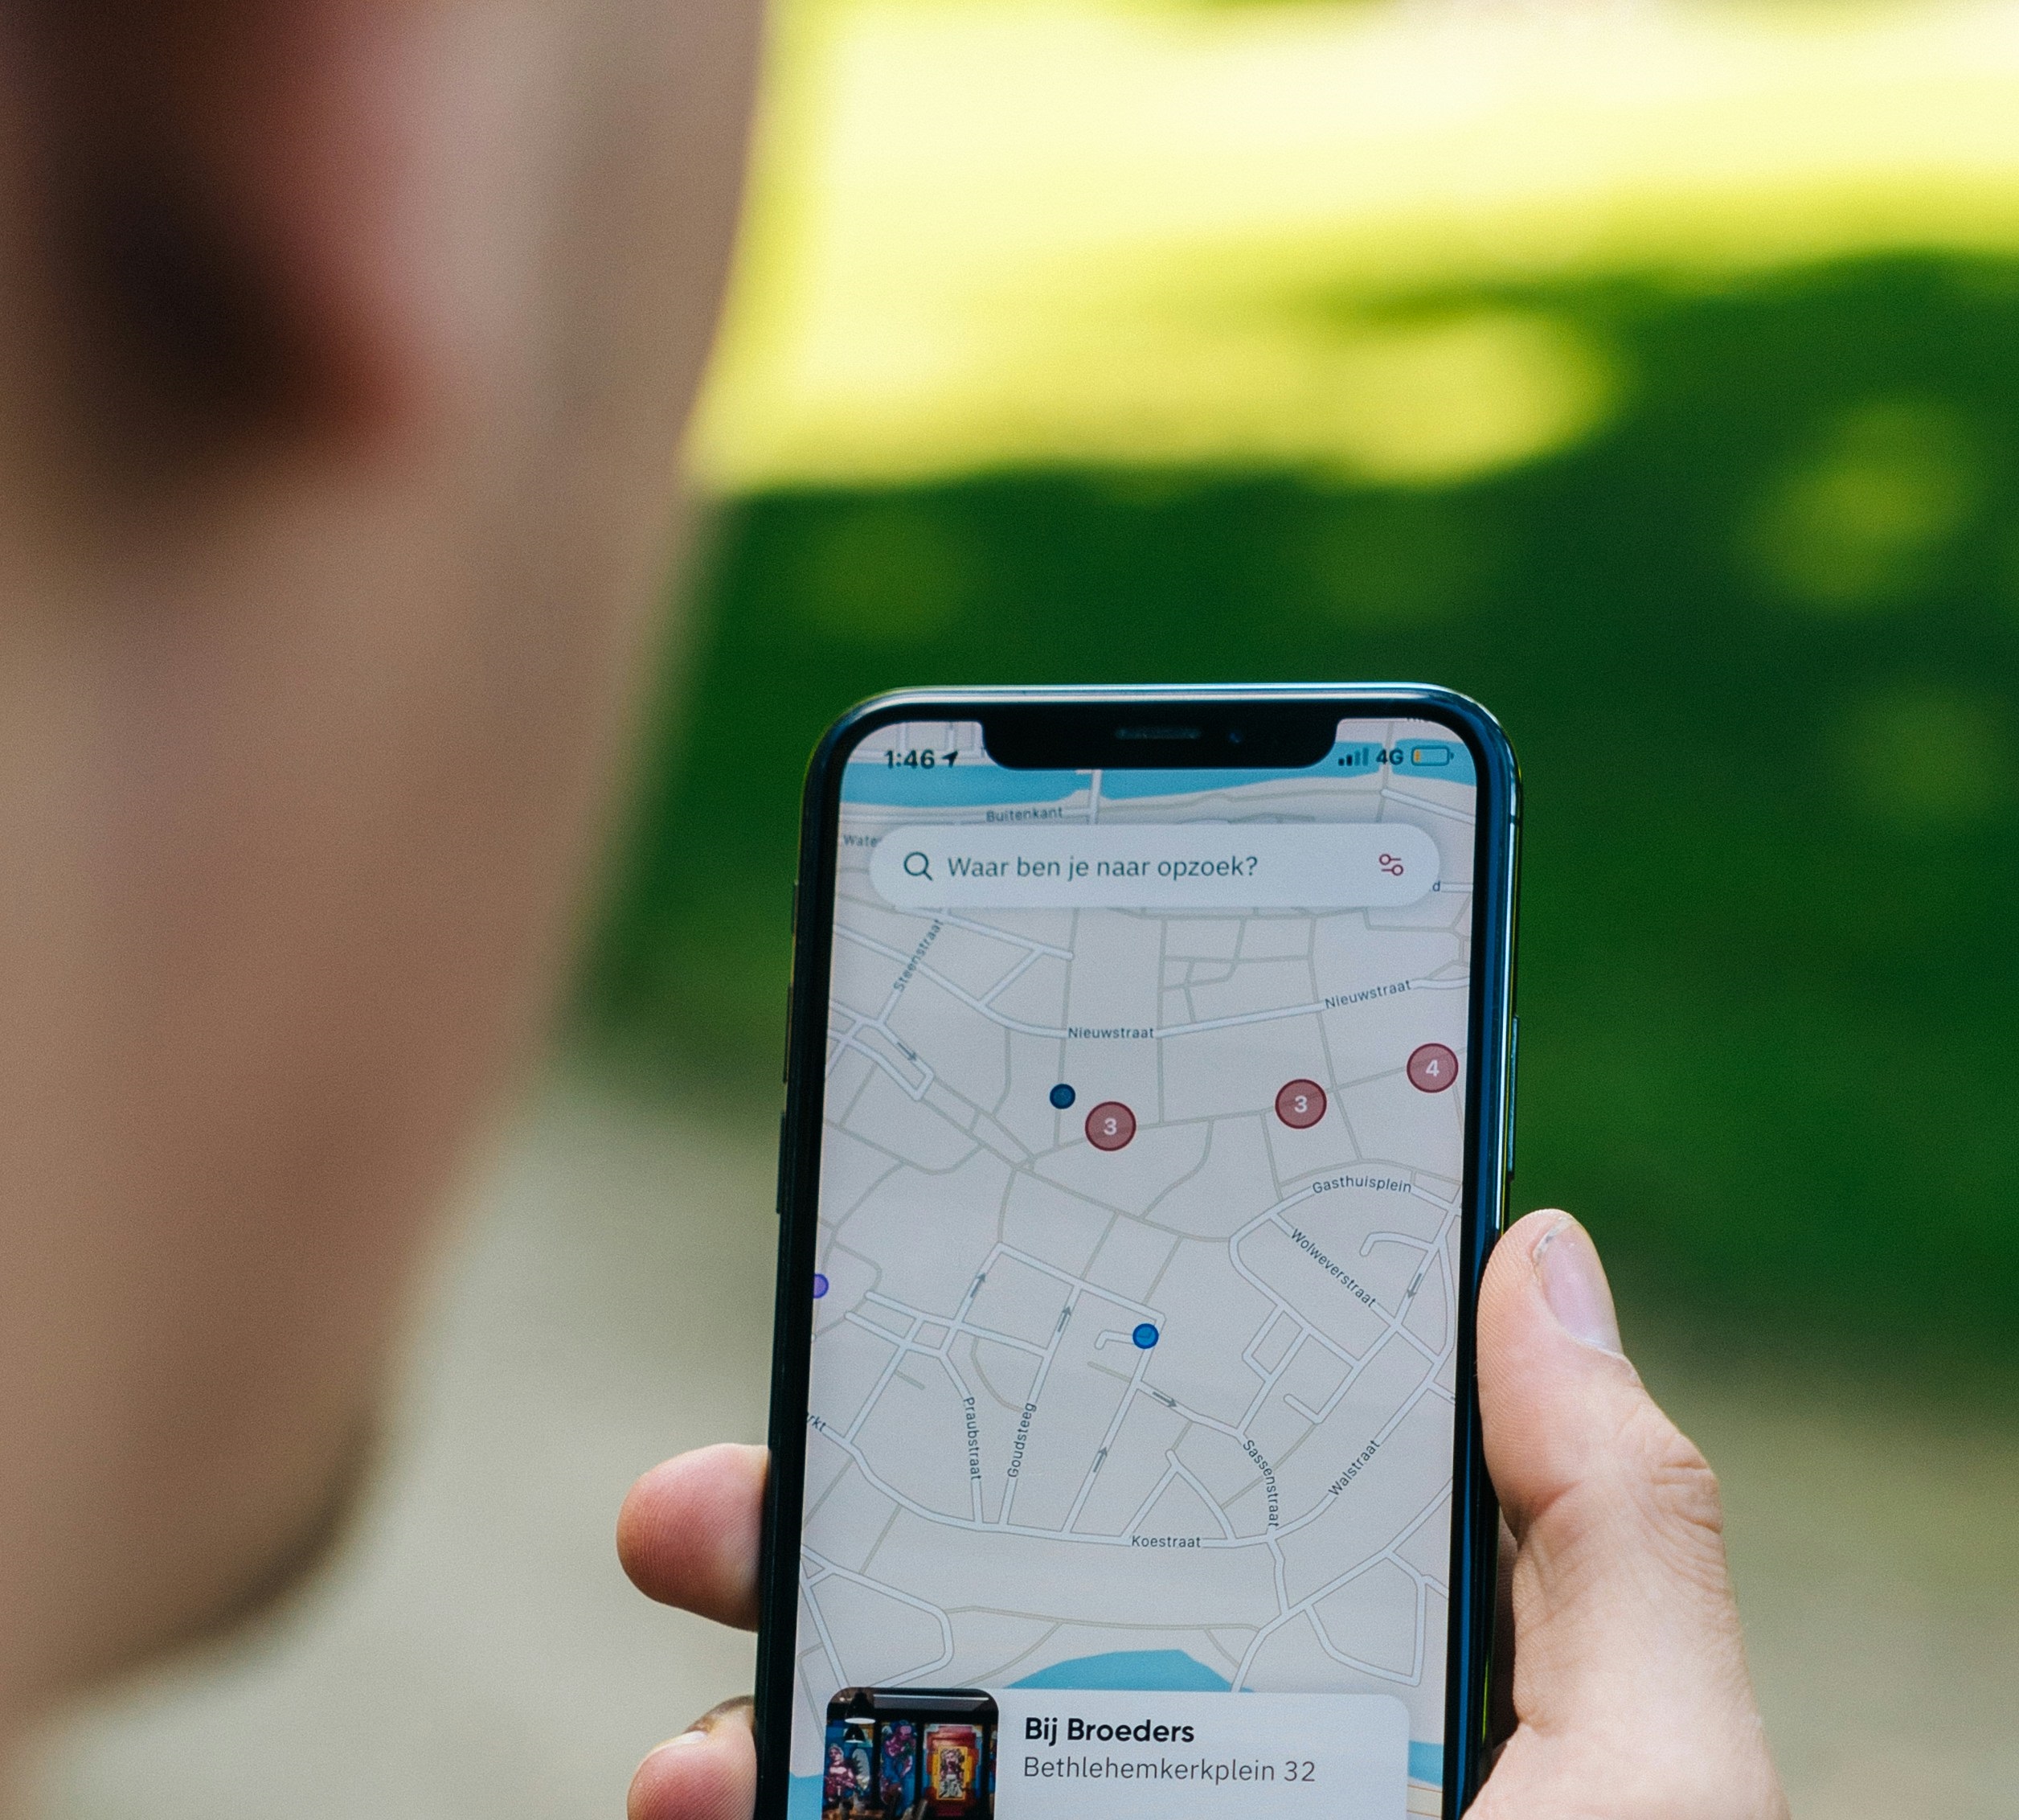 1:46
4G
Buitenkant
Wate
Waar ben je naar opzoek?
d
Steenstraat
Nieuwstraat
Nieuwstraat
4
3
3
Gasthuisplein
Wolweverstraat
rkt
Praubstraat
Goudsteeg
Sassenstraat
Walstraat
Koestraat
Bij Broeders
Bethlehemkerkplein 32